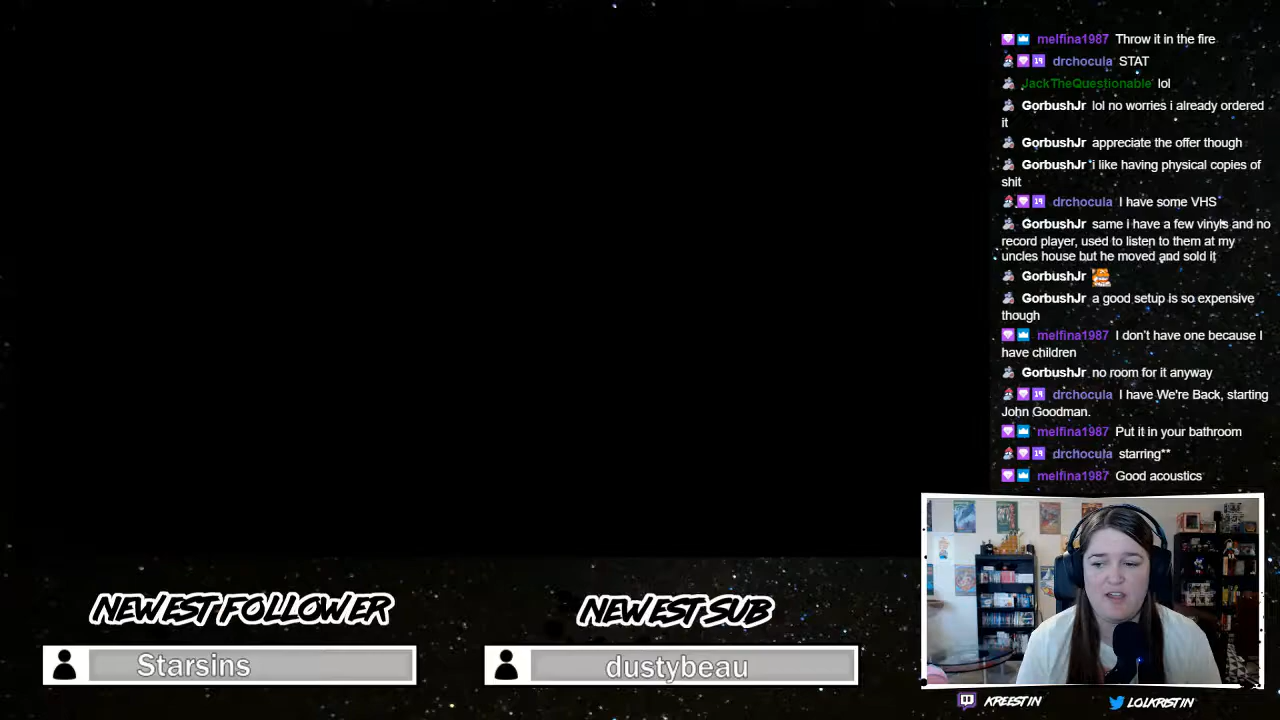 melfina1987 Throw it in the fire
19 drchocula STAT
JackTheQuestionable lol
GorbushJr lol no worries i already ordered
it
GorbushJr appreciate the offer though
GorbushJr i like having physical copies of
shit
19 drchocula I have some VHS
GorbushJr same i have a few vinyls and no
record player, used to listen to them at my
uncles house but he moved and sold it
GorbushJr
GorbushJr a good setup is so expensive
though
melfina1987 I don't have one because I
have children
GorbushJr no room for it anyway
19 drchocula I have We're Back, starting
John Goodman.
melfina1987 Put it in your bathroom
19 drchocula starring**
melfina1987 Good acoustics
NEWEST FOLLOWER
Starsins
NEWEST SUB
dustybeau
KREESTIN
LOLKRISTIN